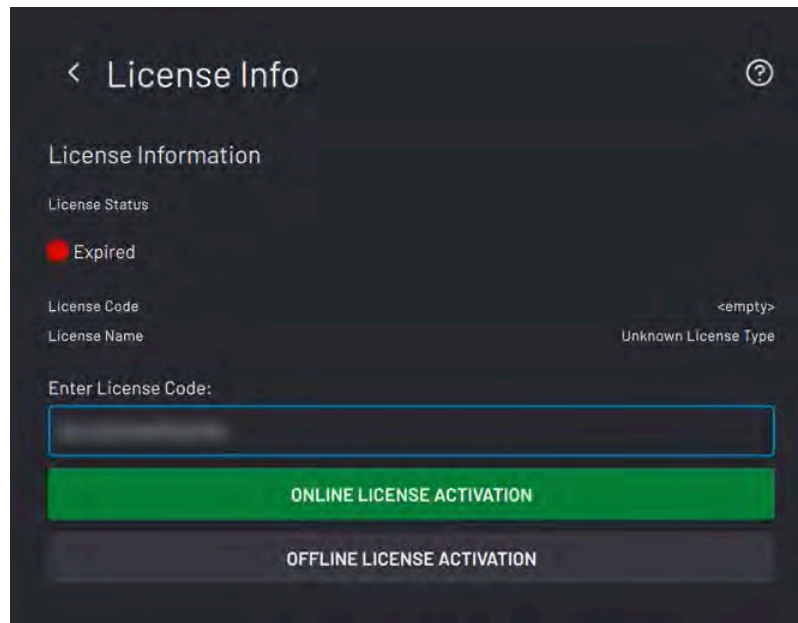 License Info
License Information
License Status
Expired
License Code <empty>
License Name Unknown License Type
Enter License Code:
ONLINE LICENSE ACTIVATION
OFFLINE LICENSE ACTIVATION